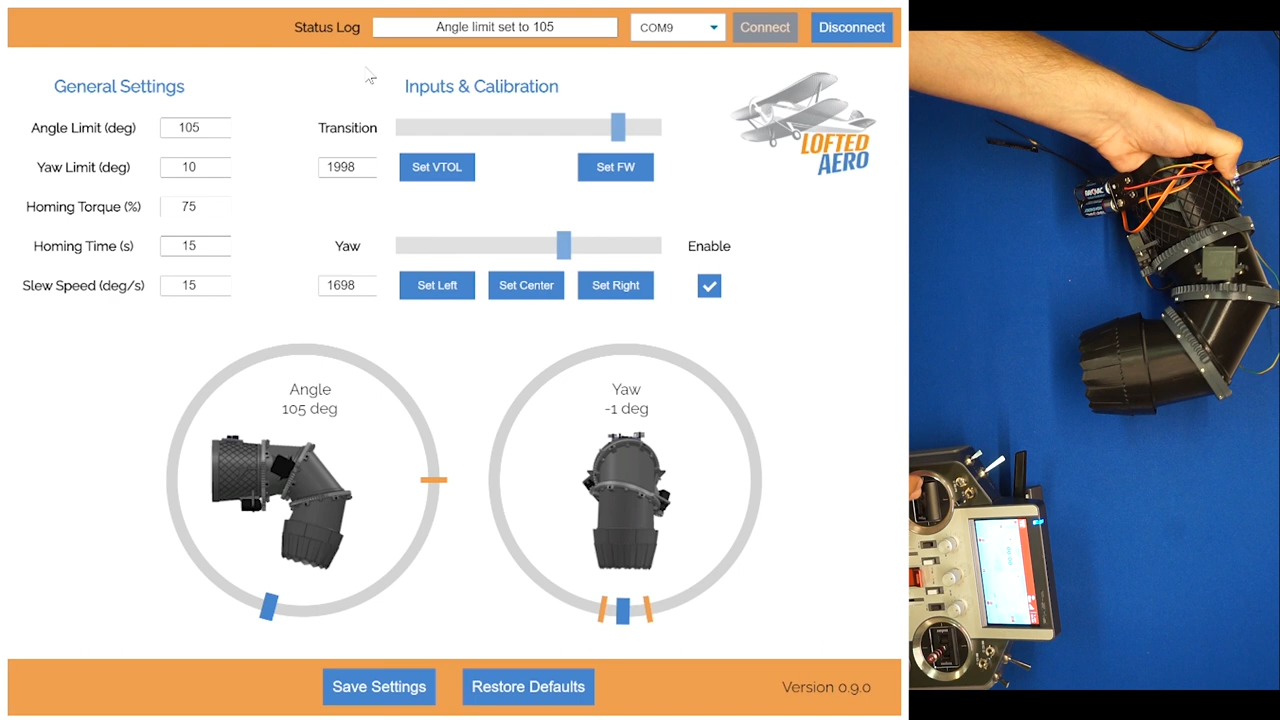 Status Log
Angle limit set to 105
COM9
Connect
Disconnect
General Settings
Inputs & Calibration
Angle Limit (deg)
105
Transition
Yaw Limit (deg)
10
1998
Set VTOL
Set FW
LOFTED
AERO
Homing Torque (%)
75
Homing Time (s)
15
Yaw
Enable
Slew Speed (deg/s)
15
1698
Set Left
Set Center
Set Right
Angle
105 deg
Yaw
-1 deg
Save Settings
Restore Defaults
Version 0.9.0